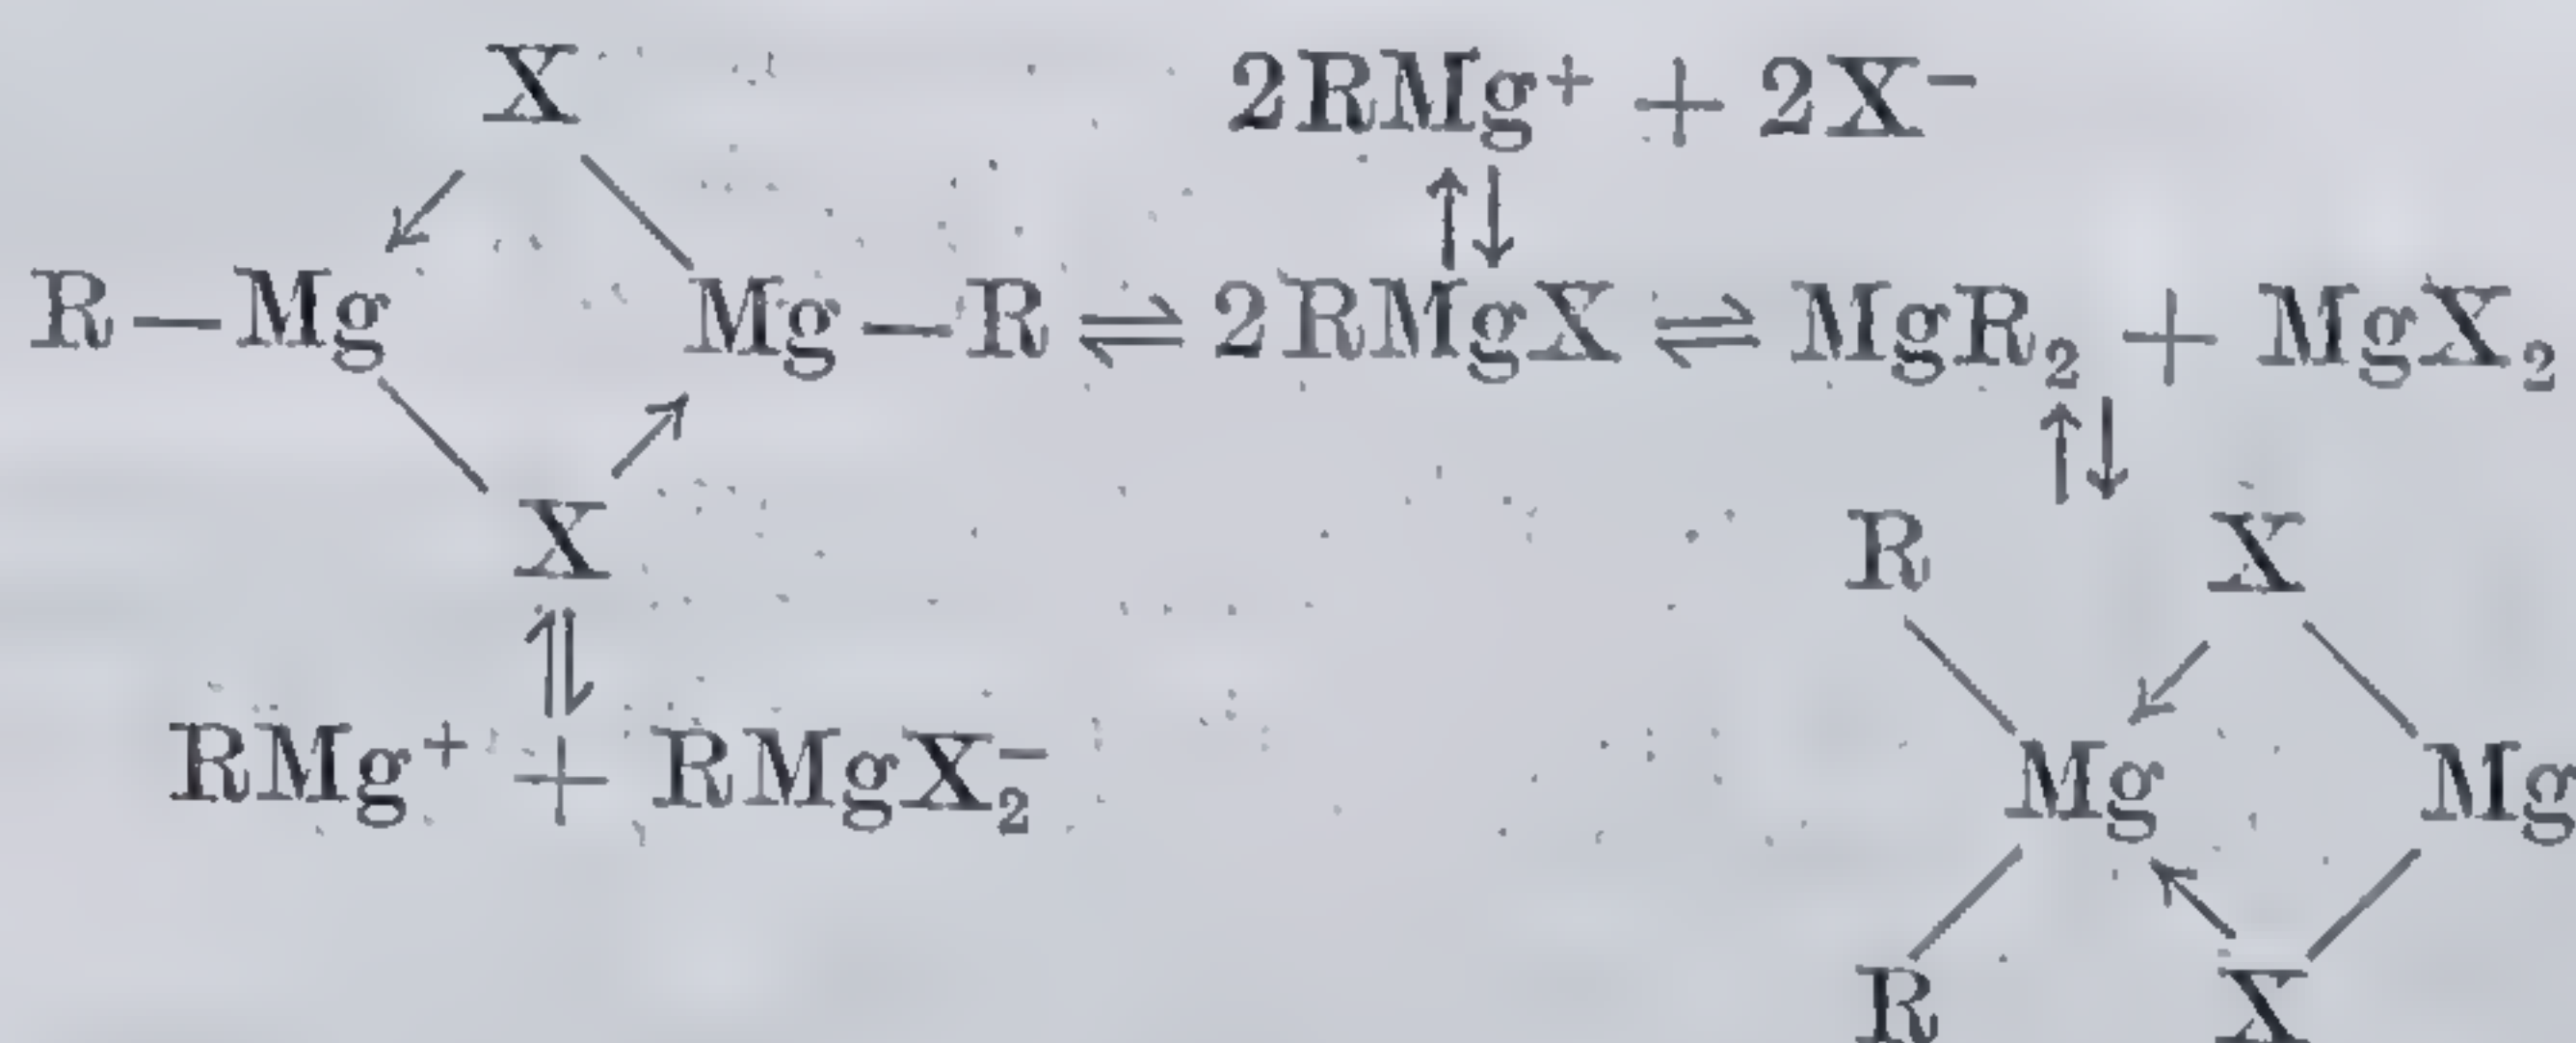 X 2RMg⁺ + 2X⁻
R—Mg Mg—R ⇌ 2RMgX ⇌ MgR₂ + MgX₂
X R X
RMg⁺ + RMgX₂⁻ Mg Mg
R X